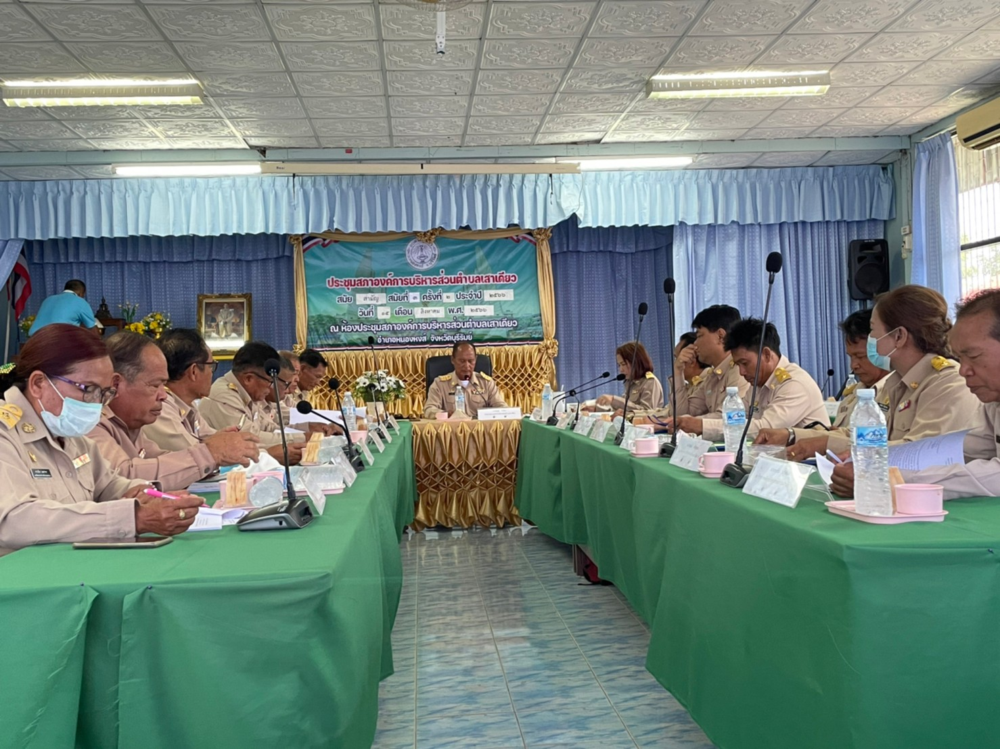 ประชุมสภาองค์การบริหารส่วนตำบลเสาเดียว
สมัย สามัญ สมัยที่ ๓ ครั้งที่ ๒ ประจำปี ๒๕๖๖
วันที่ ๑๕ เดือน สิงหาคม พ.ศ. ๒๕๖๖
ณ ห้องประชุมสภาองค์การบริหารส่วนตำบลเสาเดียว
อำเภอหนองหงส์ จังหวัดบุรีรัมย์